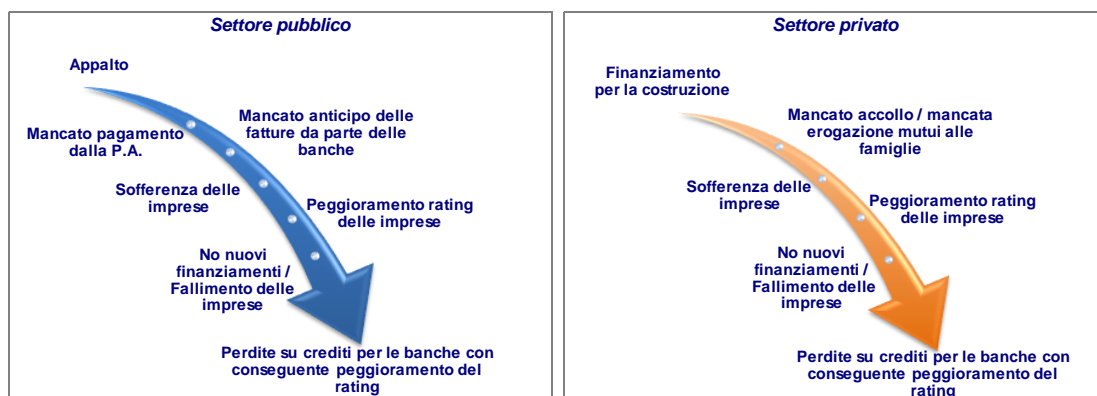 Settore pubblico
Appalto
Mancato pagamento
dalla P.A.
Mancato anticipo delle
fatture da parte delle
banche
Sofferenza delle
imprese
Peggioramento rating
delle imprese
No nuovi
finanziamenti /
Fallimento delle
imprese
Perdite su crediti per le banche con
conseguente peggioramento del
rating
Settore privato
Finanziamento
per la costruzione
Mancato accollo / mancata
erogazione mutui alle
famiglie
Sofferenza delle
imprese
Peggioramento rating
delle imprese
No nuovi
finanziamenti /
Fallimento delle
imprese
Perdite su crediti per le banche con
conseguente peggioramento del
rating